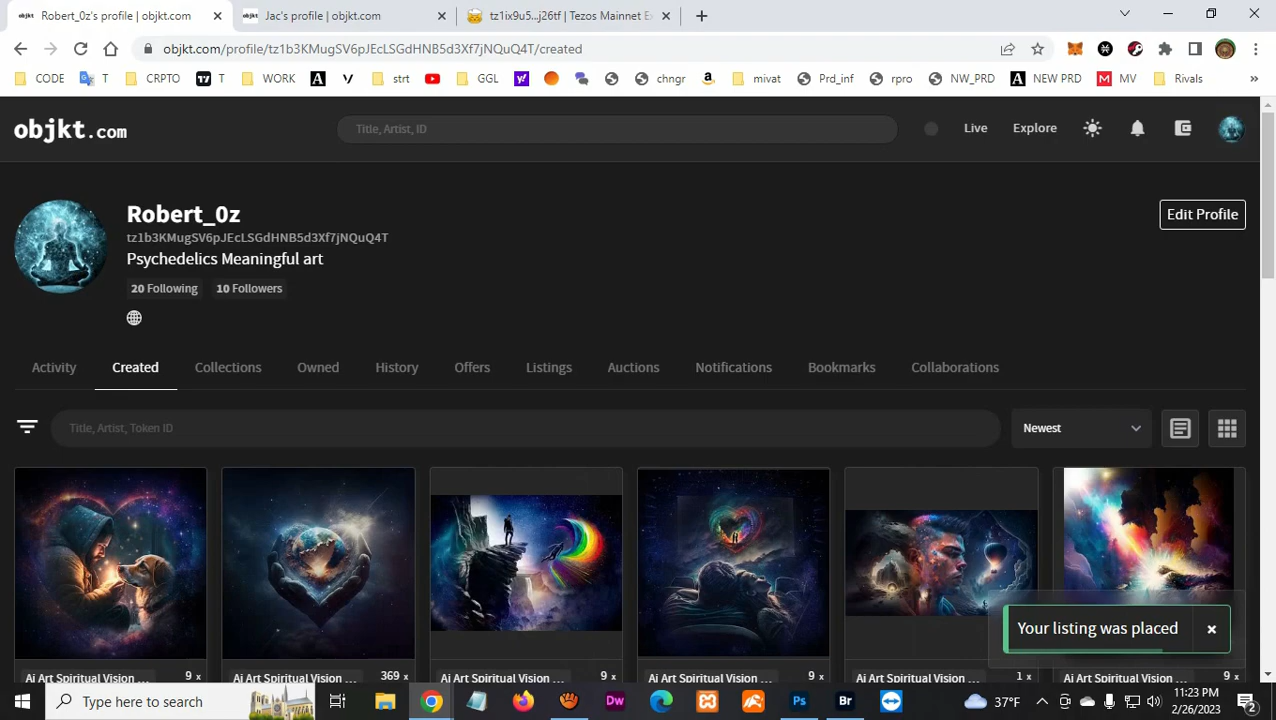 Robert_0z's profile | objkt.com
Jac's profile | objkt.com
tz1ix9u5...j26tf | Tezos Mainnet Ex
objkt.com/profile/tz1b3KMugSV6pJEcLSGdHNB5d3Xf7jNQuQ4T/created
CODE T CRPTO T WORK strt GGL chngr mivat Prd_inf rpro NW_PRD NEW PRD MV Rivals »
objkt.com
Title, Artist, ID
Live
Explore
Robert_0z
tz1b3KMugSV6pJEcLSGdHNB5d3Xf7jNQuQ4T
Psychedelics Meaningful art
20 Following 10 Followers
Edit Profile
Activity Created Collections Owned History Offers Listings Auctions Notifications Bookmarks Collaborations
Title, Artist, Token ID
Newest
Your listing was placed
Ai Art Spiritual Vision ... 9 x
Ai Art Spiritual Vision ... 369 x
Ai Art Spiritual Vision ... 9 x
Ai Art Spiritual Vision ... 9 x
Ai Art Spiritual Vision ... 1 x
Ai Art Spiritual Vision ... 9 x
Type here to search
Dw
Ps
Br
37°F
11:23 PM
2/26/2023
2